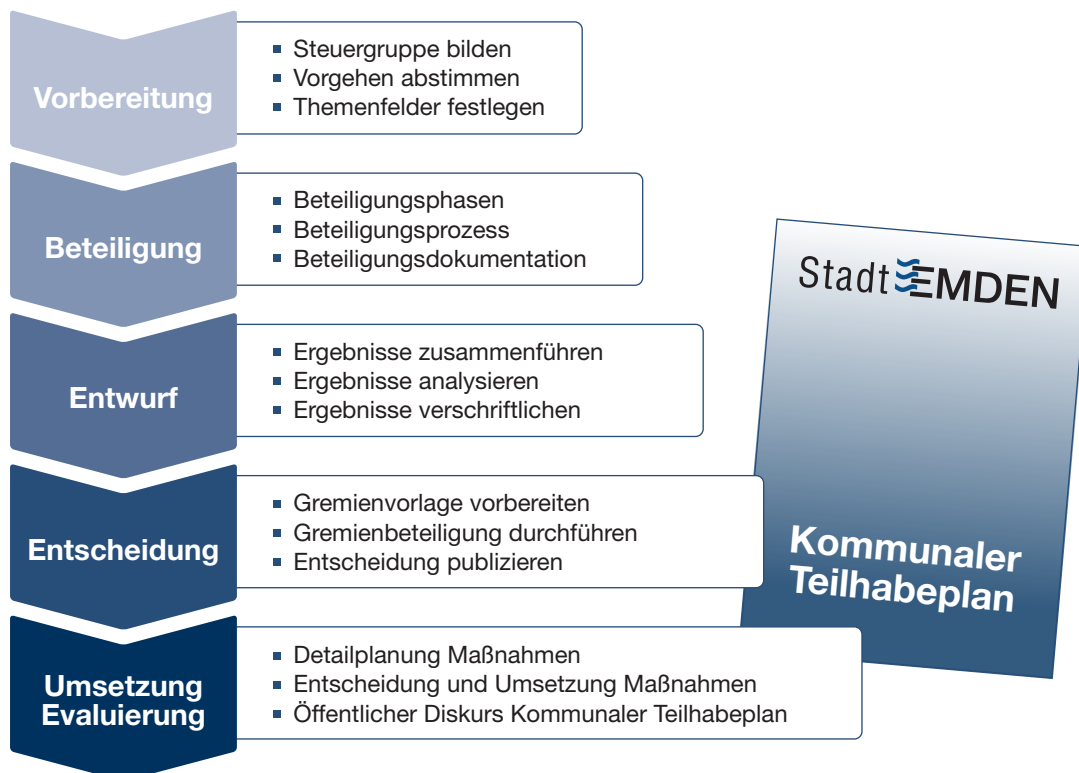 Vorbereitung
Steuergruppe bilden
Vorgehen abstimmen
Themenfelder festlegen
Beteiligung
Beteiligungsphasen
Beteiligungsprozess
Beteiligungsdokumentation
Entwurf
Ergebnisse zusammenführen
Ergebnisse analysieren
Ergebnisse verschriftlichen
Entscheidung
Gremienvorlage vorbereiten
Gremienbeteiligung durchführen
Entscheidung publizieren
Umsetzung
Evaluierung
Detailplanung Maßnahmen
Entscheidung und Umsetzung Maßnahmen
Öffentlicher Diskurs Kommunaler Teilhabeplan
Stadt EMDEN
Kommunaler
Teilhabeplan